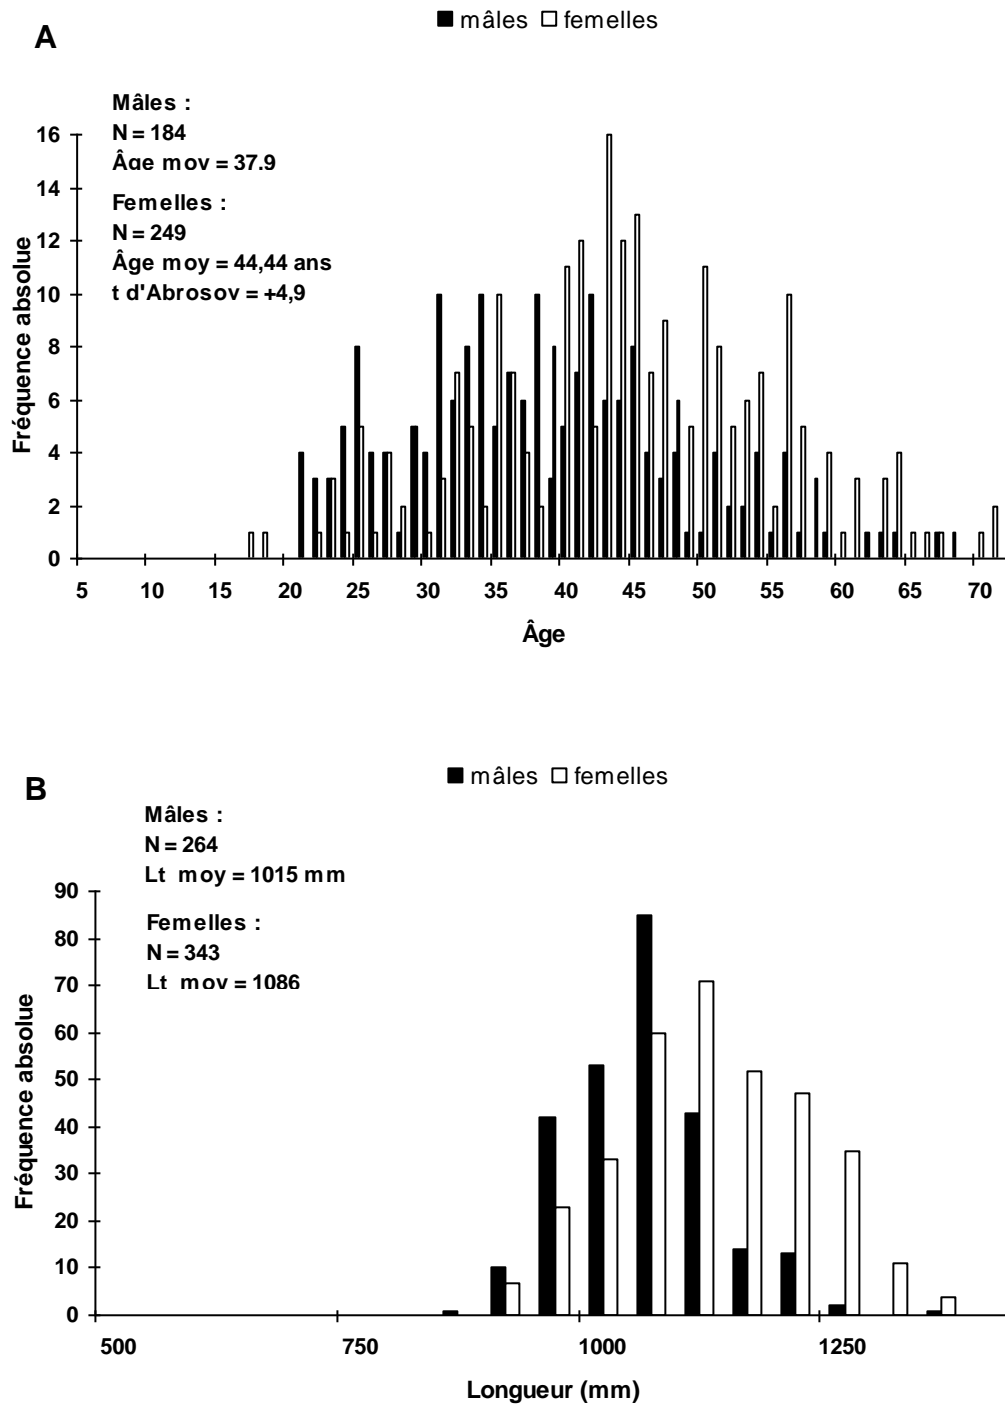 mâles femelles
A
Mâles :
N = 184
Âge moy = 37.9
Femelles :
N = 249
Âge moy = 44,44 ans
t d'Abrosov = +4,9
Fréquence absolue
16
14
12
10
8
6
4
2
0
5 10 15 20 25 30 35 40 45 50 55 60 65 70
Âge
mâles femelles
B
Mâles :
N = 264
Lt moy = 1015 mm
Femelles :
N = 343
Lt moy = 1086
Fréquence absolue
90
80
70
60
50
40
30
20
10
0
500 750 1000 1250
Longueur (mm)